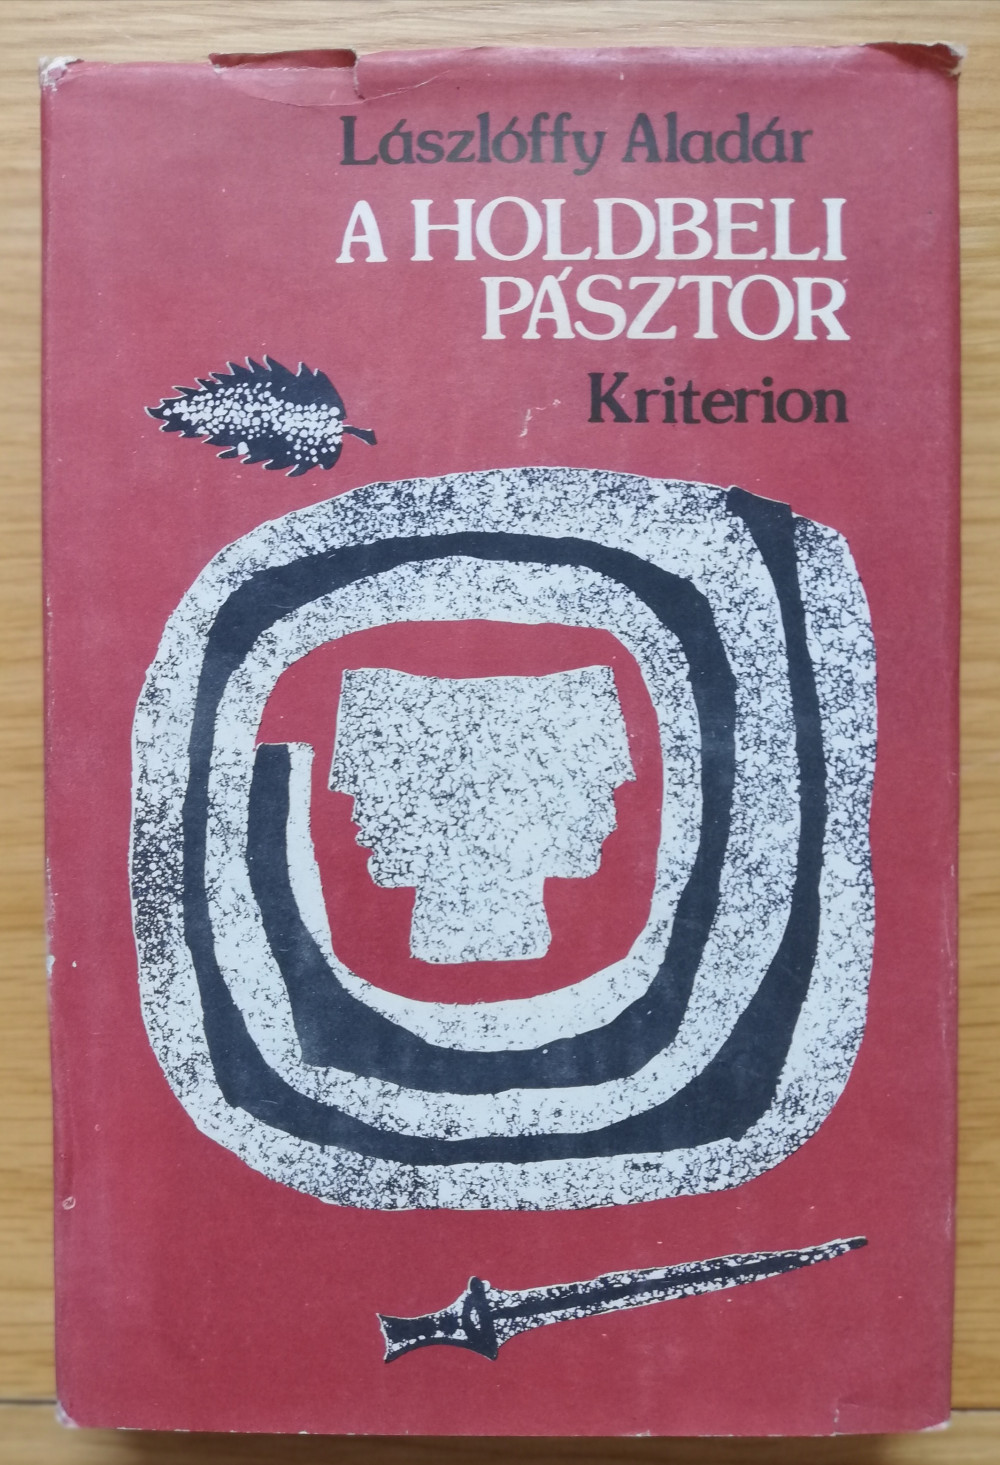 Lászlóffy Aladár
A HOLDBELI
PÁSZTOR
Kriterion